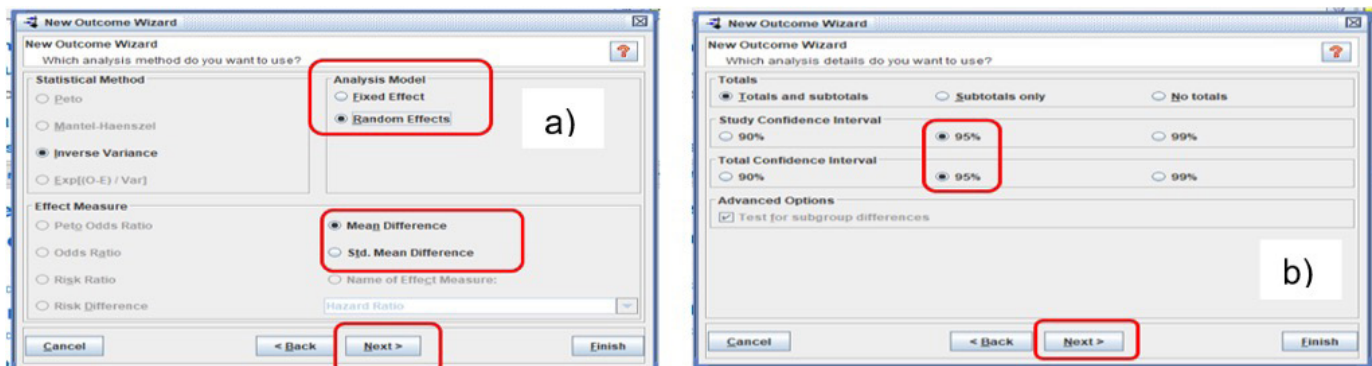 New Outcome Wizard
New Outcome Wizard
Which analysis method do you want to use?
Statistical Method
Analysis Model
Peto
Fixed Effect
Mantel-Haenszel
Random Effects
a)
Inverse Variance
Exp[(O-E) / Var]
Effect Measure
Peto Odds Ratio
Mean Difference
Odds Ratio
Std. Mean Difference
Risk Ratio
Name of Effect Measure:
Risk Difference
Hazard Ratio
Cancel
< Back
Next >
Finish
New Outcome Wizard
New Outcome Wizard
Which analysis details do you want to use?
Totals
Totals and subtotals
Subtotals only
No totals
Study Confidence Interval
90%
95%
99%
Total Confidence Interval
90%
95%
99%
Advanced Options
Test for subgroup differences
b)
Cancel
< Back
Next >
Finish